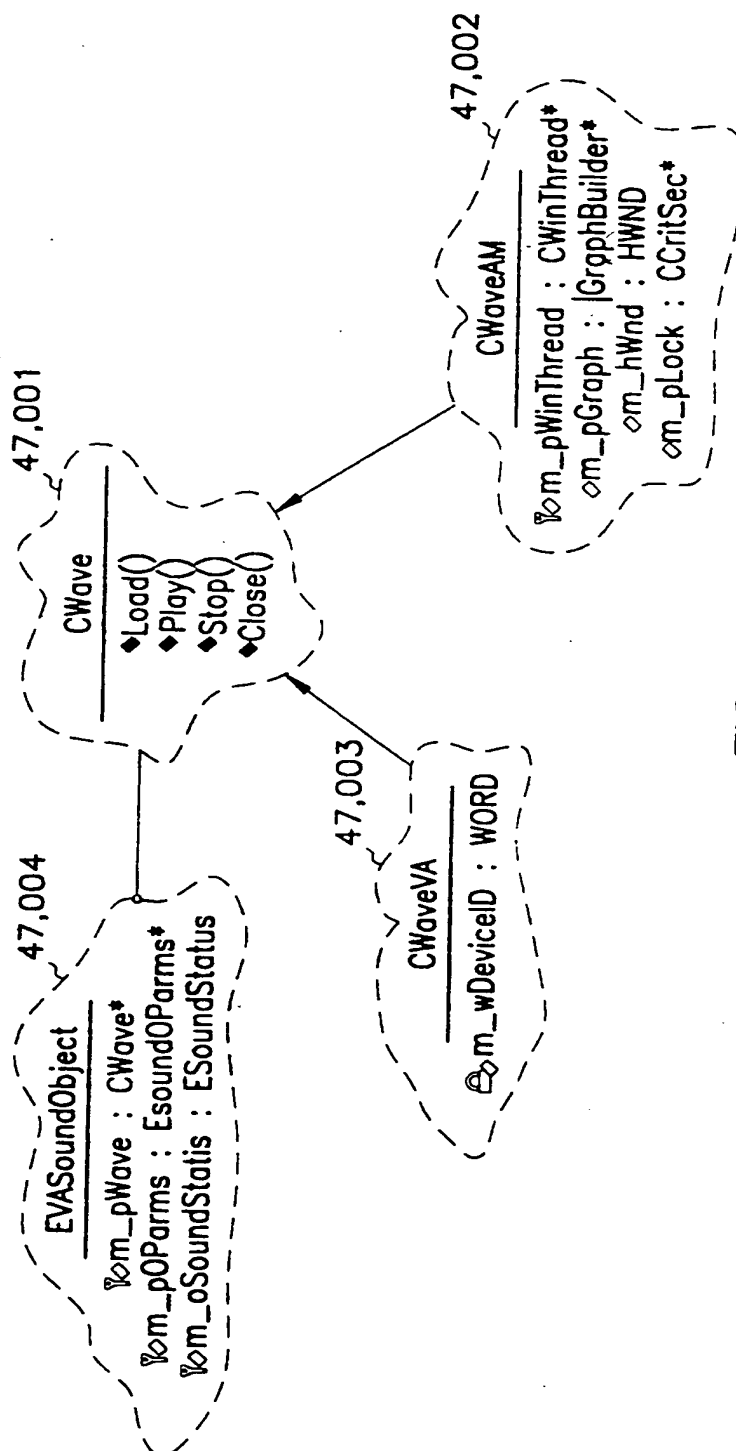 47,004
EVASoundObject
m_pWave : CWave*
m_pOParms : EsoundOParms*
m_oSoundStatis : ESoundStatus
47,001
CWave
Load()
Play()
Stop()
Close()
47,003
CWaveVA
m_wDeviceID : WORD
47,002
CWaveAM
m_pWinThread : CWinThread*
m_pGraph : IGraphBuilder*
m_hWnd : HWND
m_pLock : CCritSec*